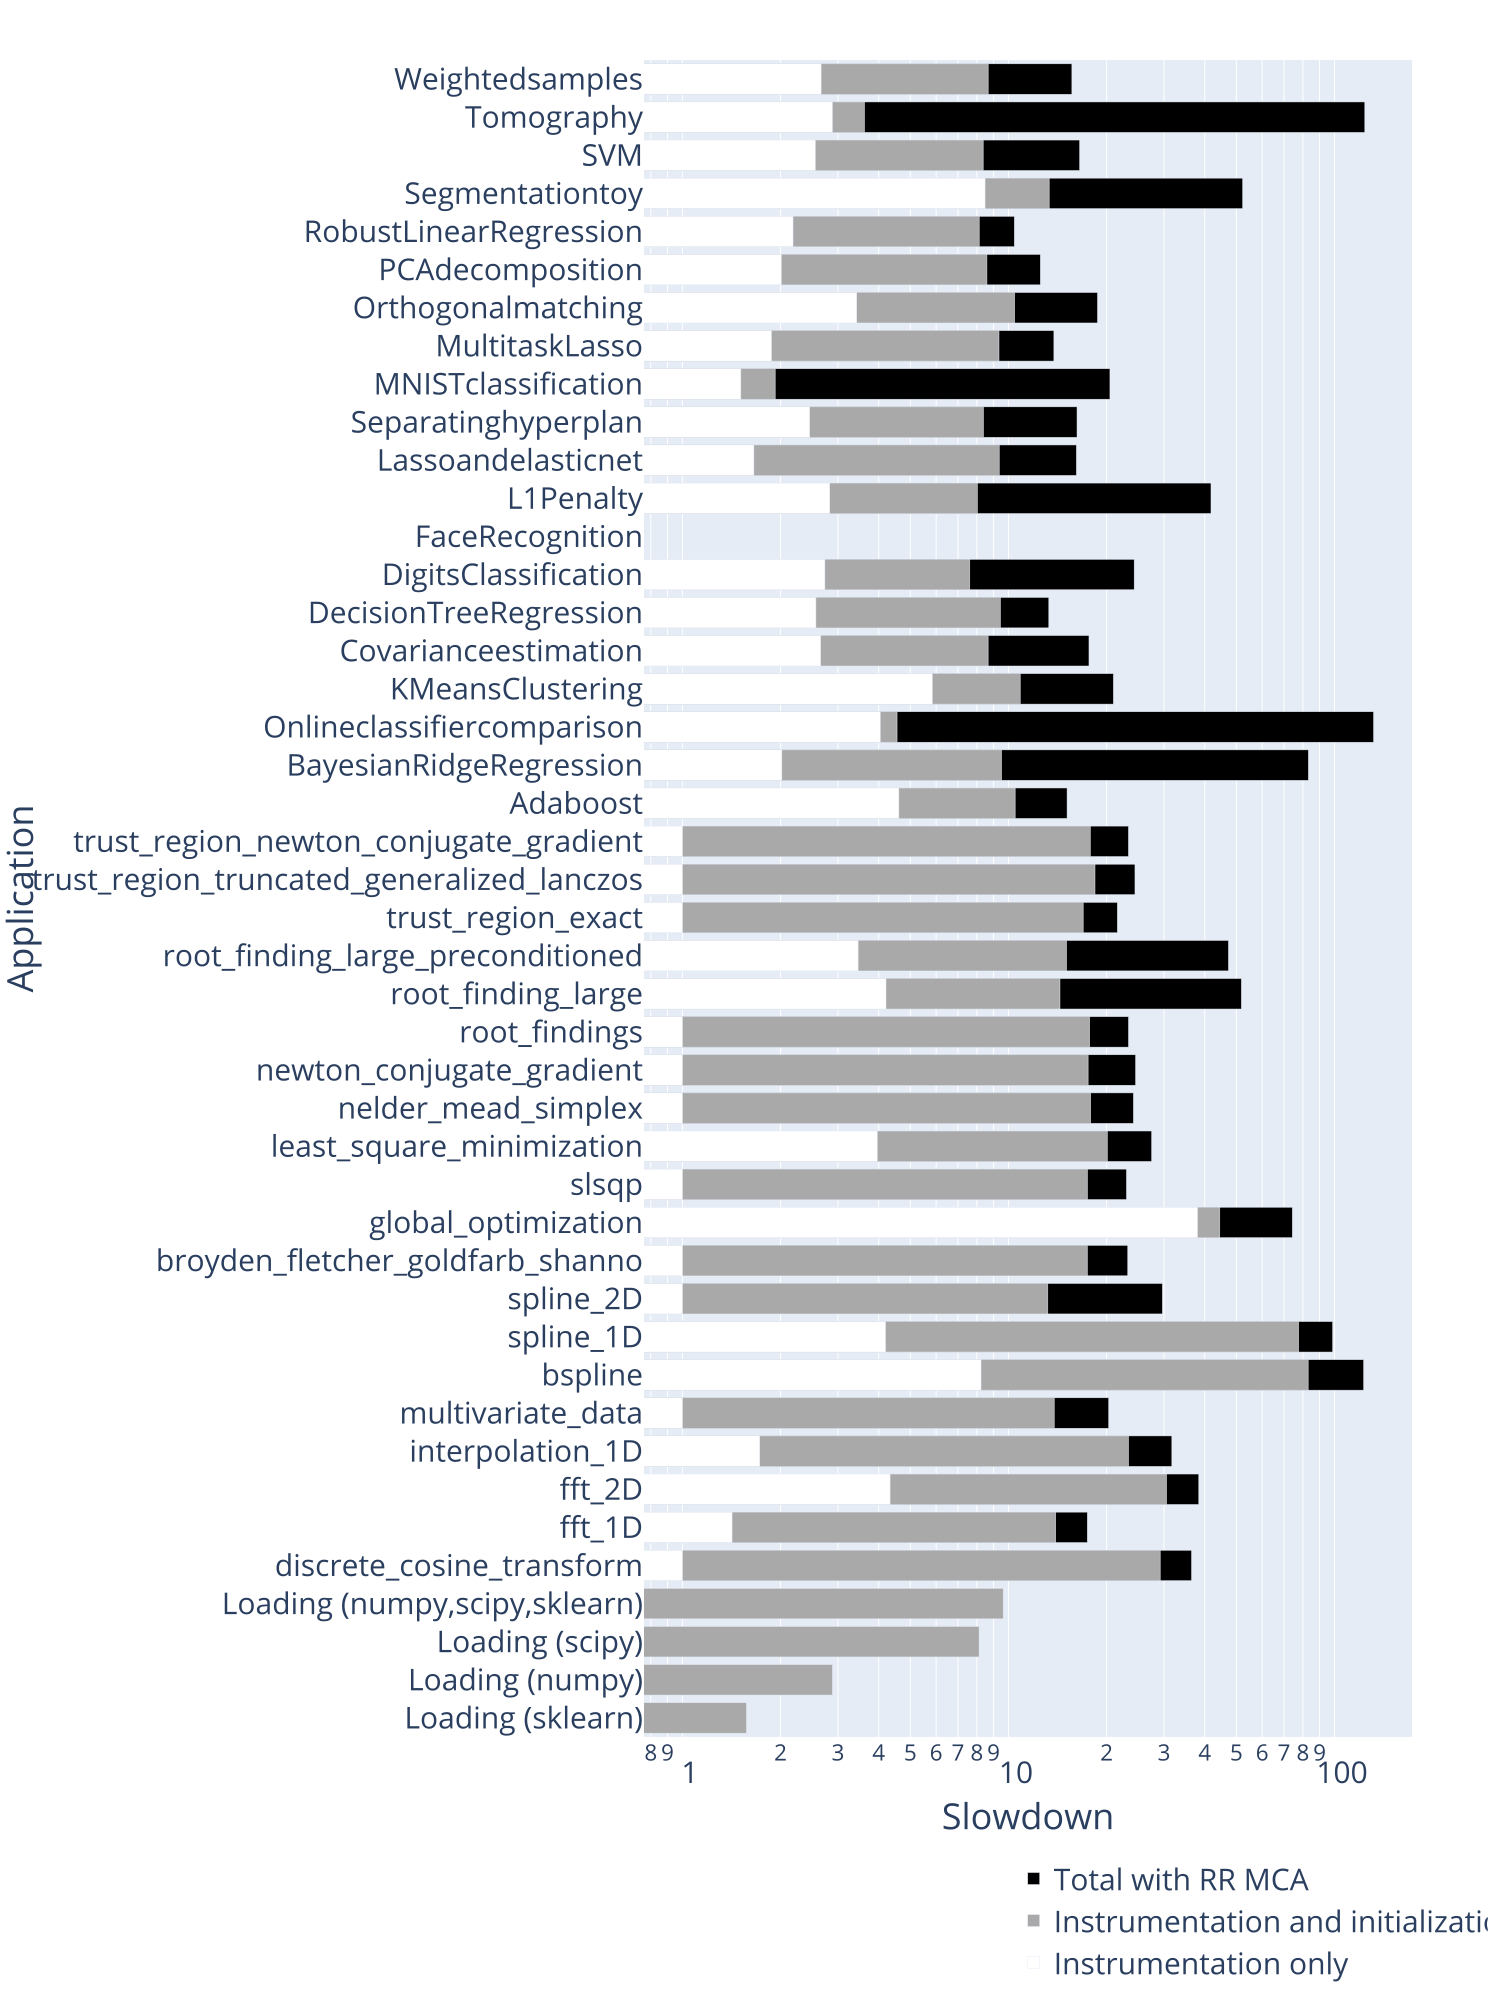 Weightedsamples
Tomography
SVM
Segmentationtoy
RobustLinearRegression
PCAdecomposition
Orthogonalmatching
MultitaskLasso
MNISTclassification
Separatinghyperplan
Lassoandelasticnet
L1Penalty
FaceRecognition
DigitsClassification
DecisionTreeRegression
Covarianceestimation
KMeansClustering
Onlineclassifiercomparison
BayesianRidgeRegression
Adaboost
trust_region_newton_conjugate_gradient
trust_region_truncated_generalized_lanczos
trust_region_exact
root_finding_large_preconditioned
root_finding_large
root_findings
newton_conjugate_gradient
nelder_mead_simplex
least_square_minimization
slsqp
global_optimization
broyden_fletcher_goldfarb_shanno
spline_2D
spline_1D
bspline
multivariate_data
interpolation_1D
fft_2D
fft_1D
discrete_cosine_transform
Loading (numpy,scipy,sklearn)
Loading (scipy)
Loading (numpy)
Loading (sklearn)
Application
8 9 2 3 4 5 6 7 8 9 2 3 4 5 6 7 8 9
1 10 100
Slowdown
Total with RR MCA
Instrumentation and initializati
Instrumentation only